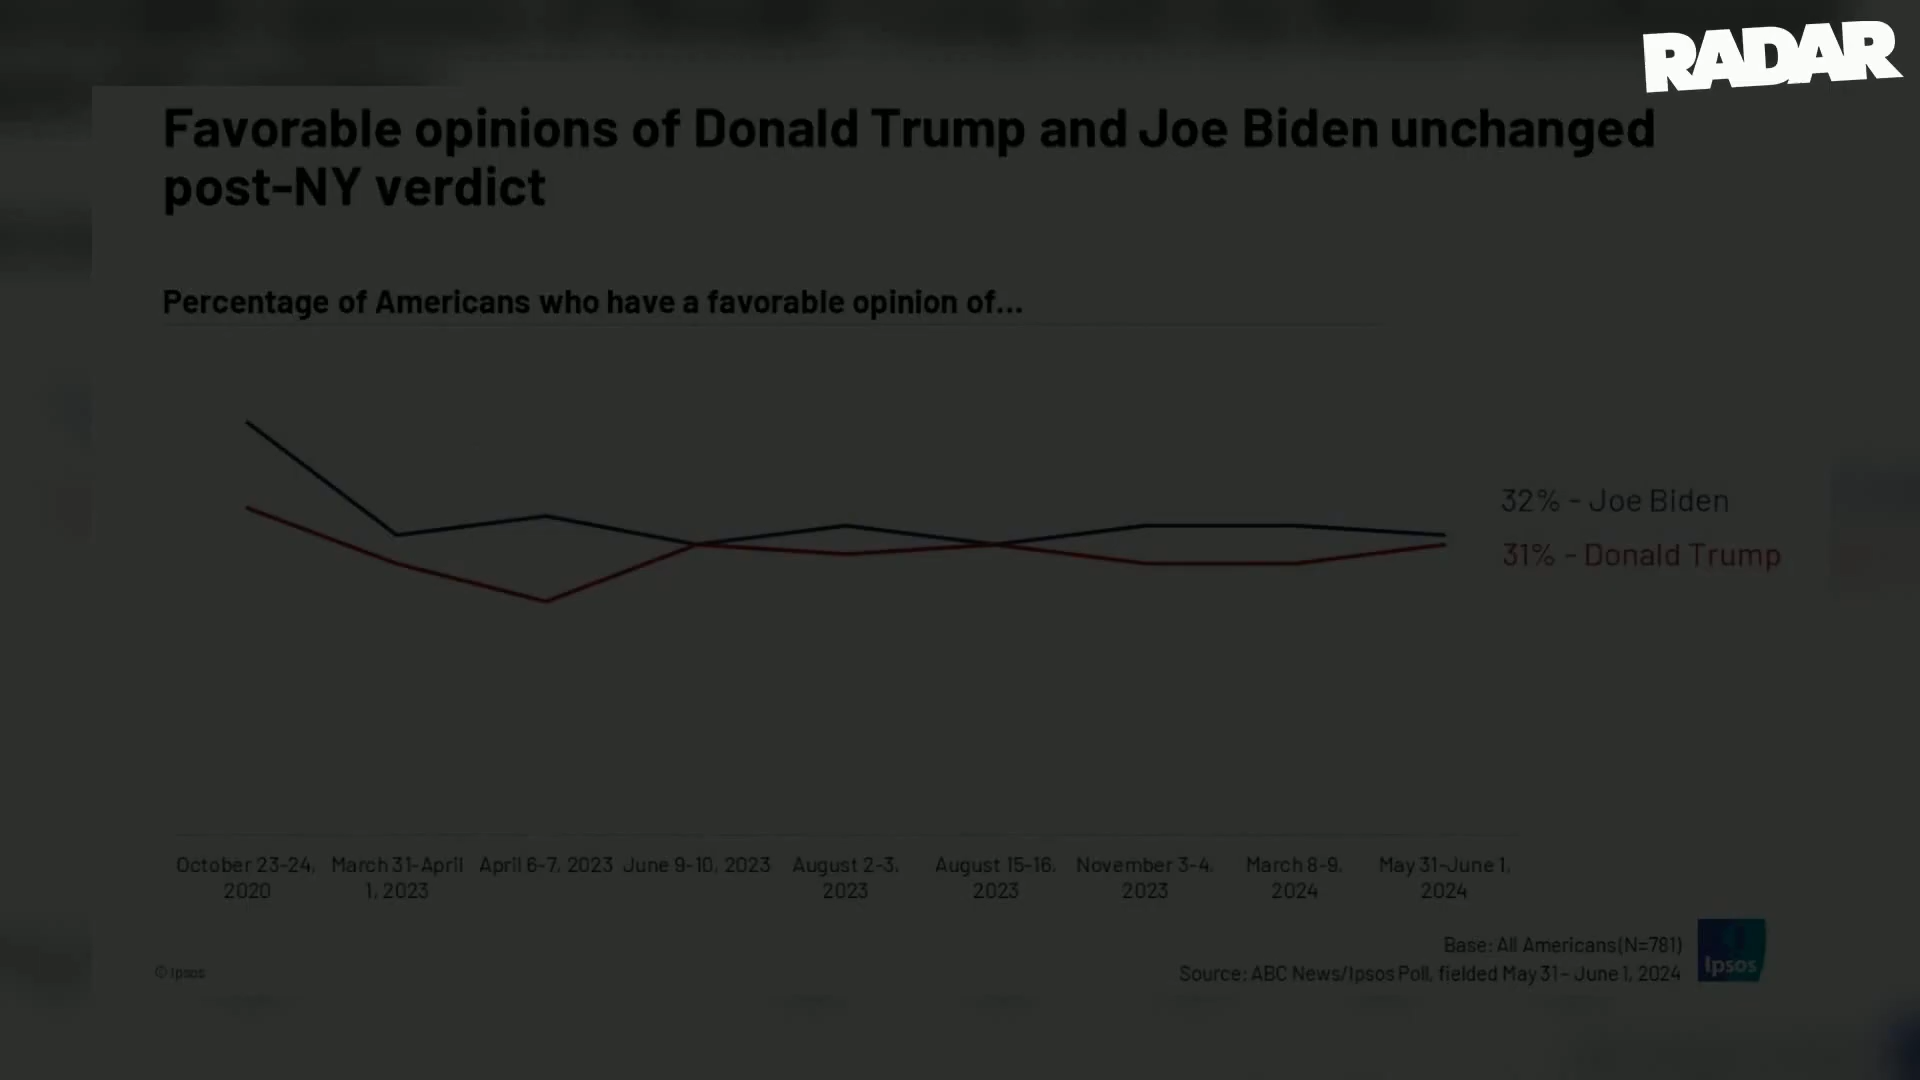 RADAR
Favorable opinions of Donald Trump and Joe Biden unchanged
post-NY verdict
Percentage of Americans who have a favorable opinion of...
32% - Joe Biden
31% - Donald Trump
October 23-24, 2020
March 31-April 1, 2023
April 6-7, 2023
June 9-10, 2023
August 2-3, 2023
August 15-16, 2023
November 3-4, 2023
March 8-9, 2024
May 31-June 1, 2024
Base: All Americans (N=781)
Source: ABC News/Ipsos Poll, fielded May 31 - June 1, 2024
Ipsos
© Ipsos